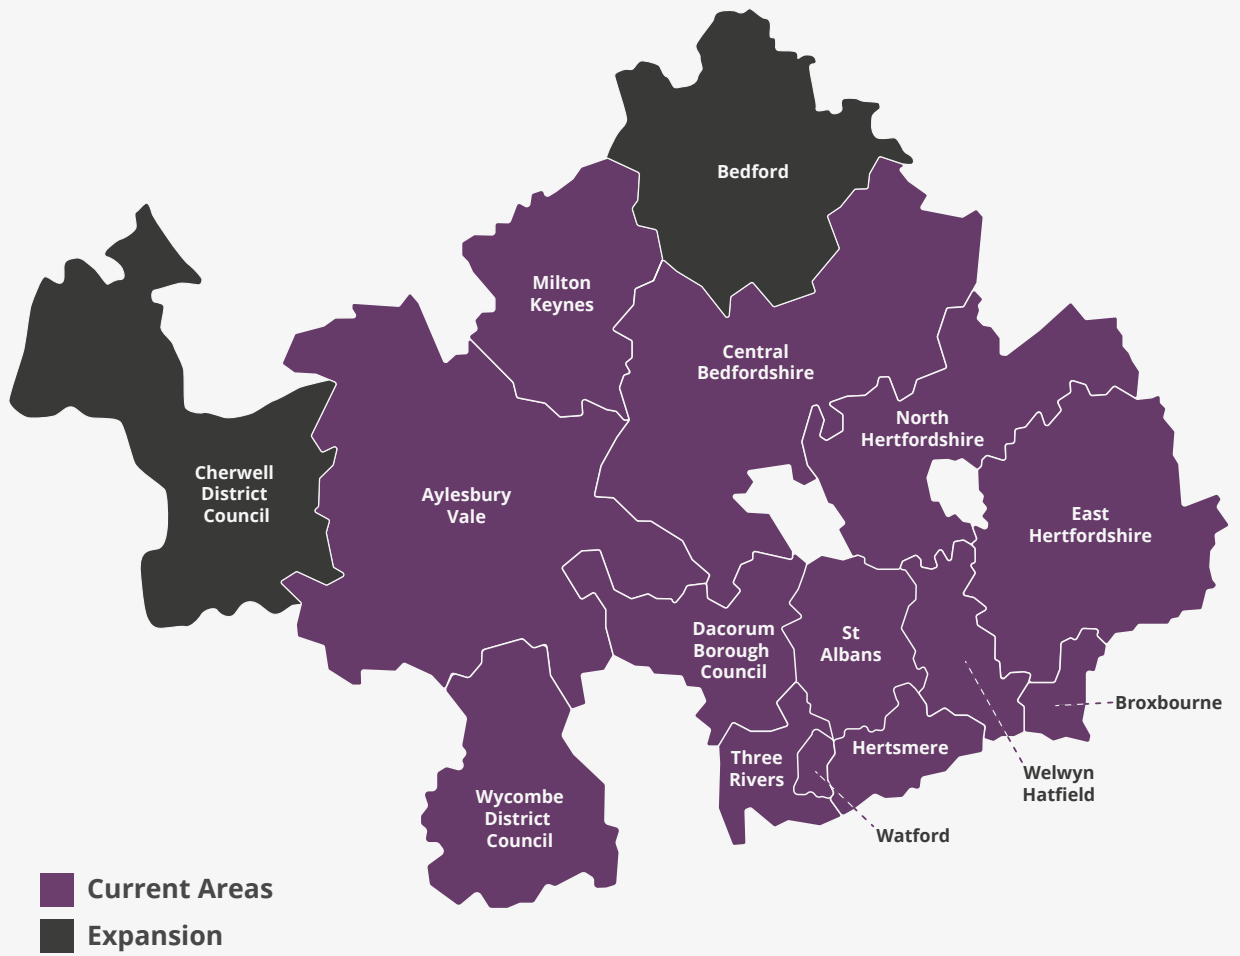 Bedford
Milton
Keynes
Central
Bedfordshire
North
Hertfordshire
Cherwell
District
Council
Aylesbury
Vale
East
Hertfordshire
Dacorum
Borough
Council
St
Albans
Broxbourne
Three
Rivers
Hertsmere
Welwyn
Hatfield
Wycombe
District
Council
Watford
Current Areas
Expansion